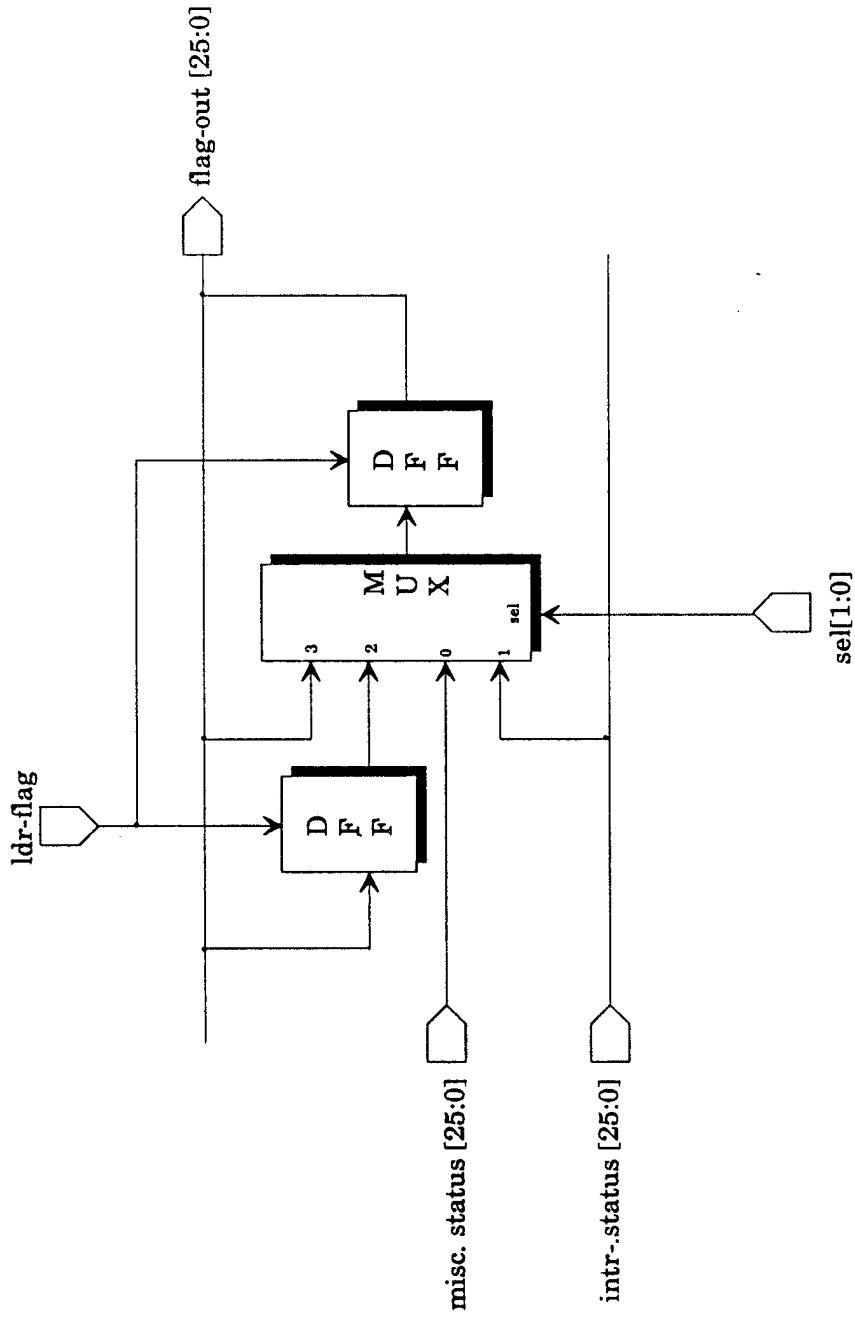 ldr-flag
flag-out [25:0]
D
F
F
3
2
0
1
M
U
X
sel
D
F
F
misc. status [25:0]
intr-.status [25:0]
sel[1:0]